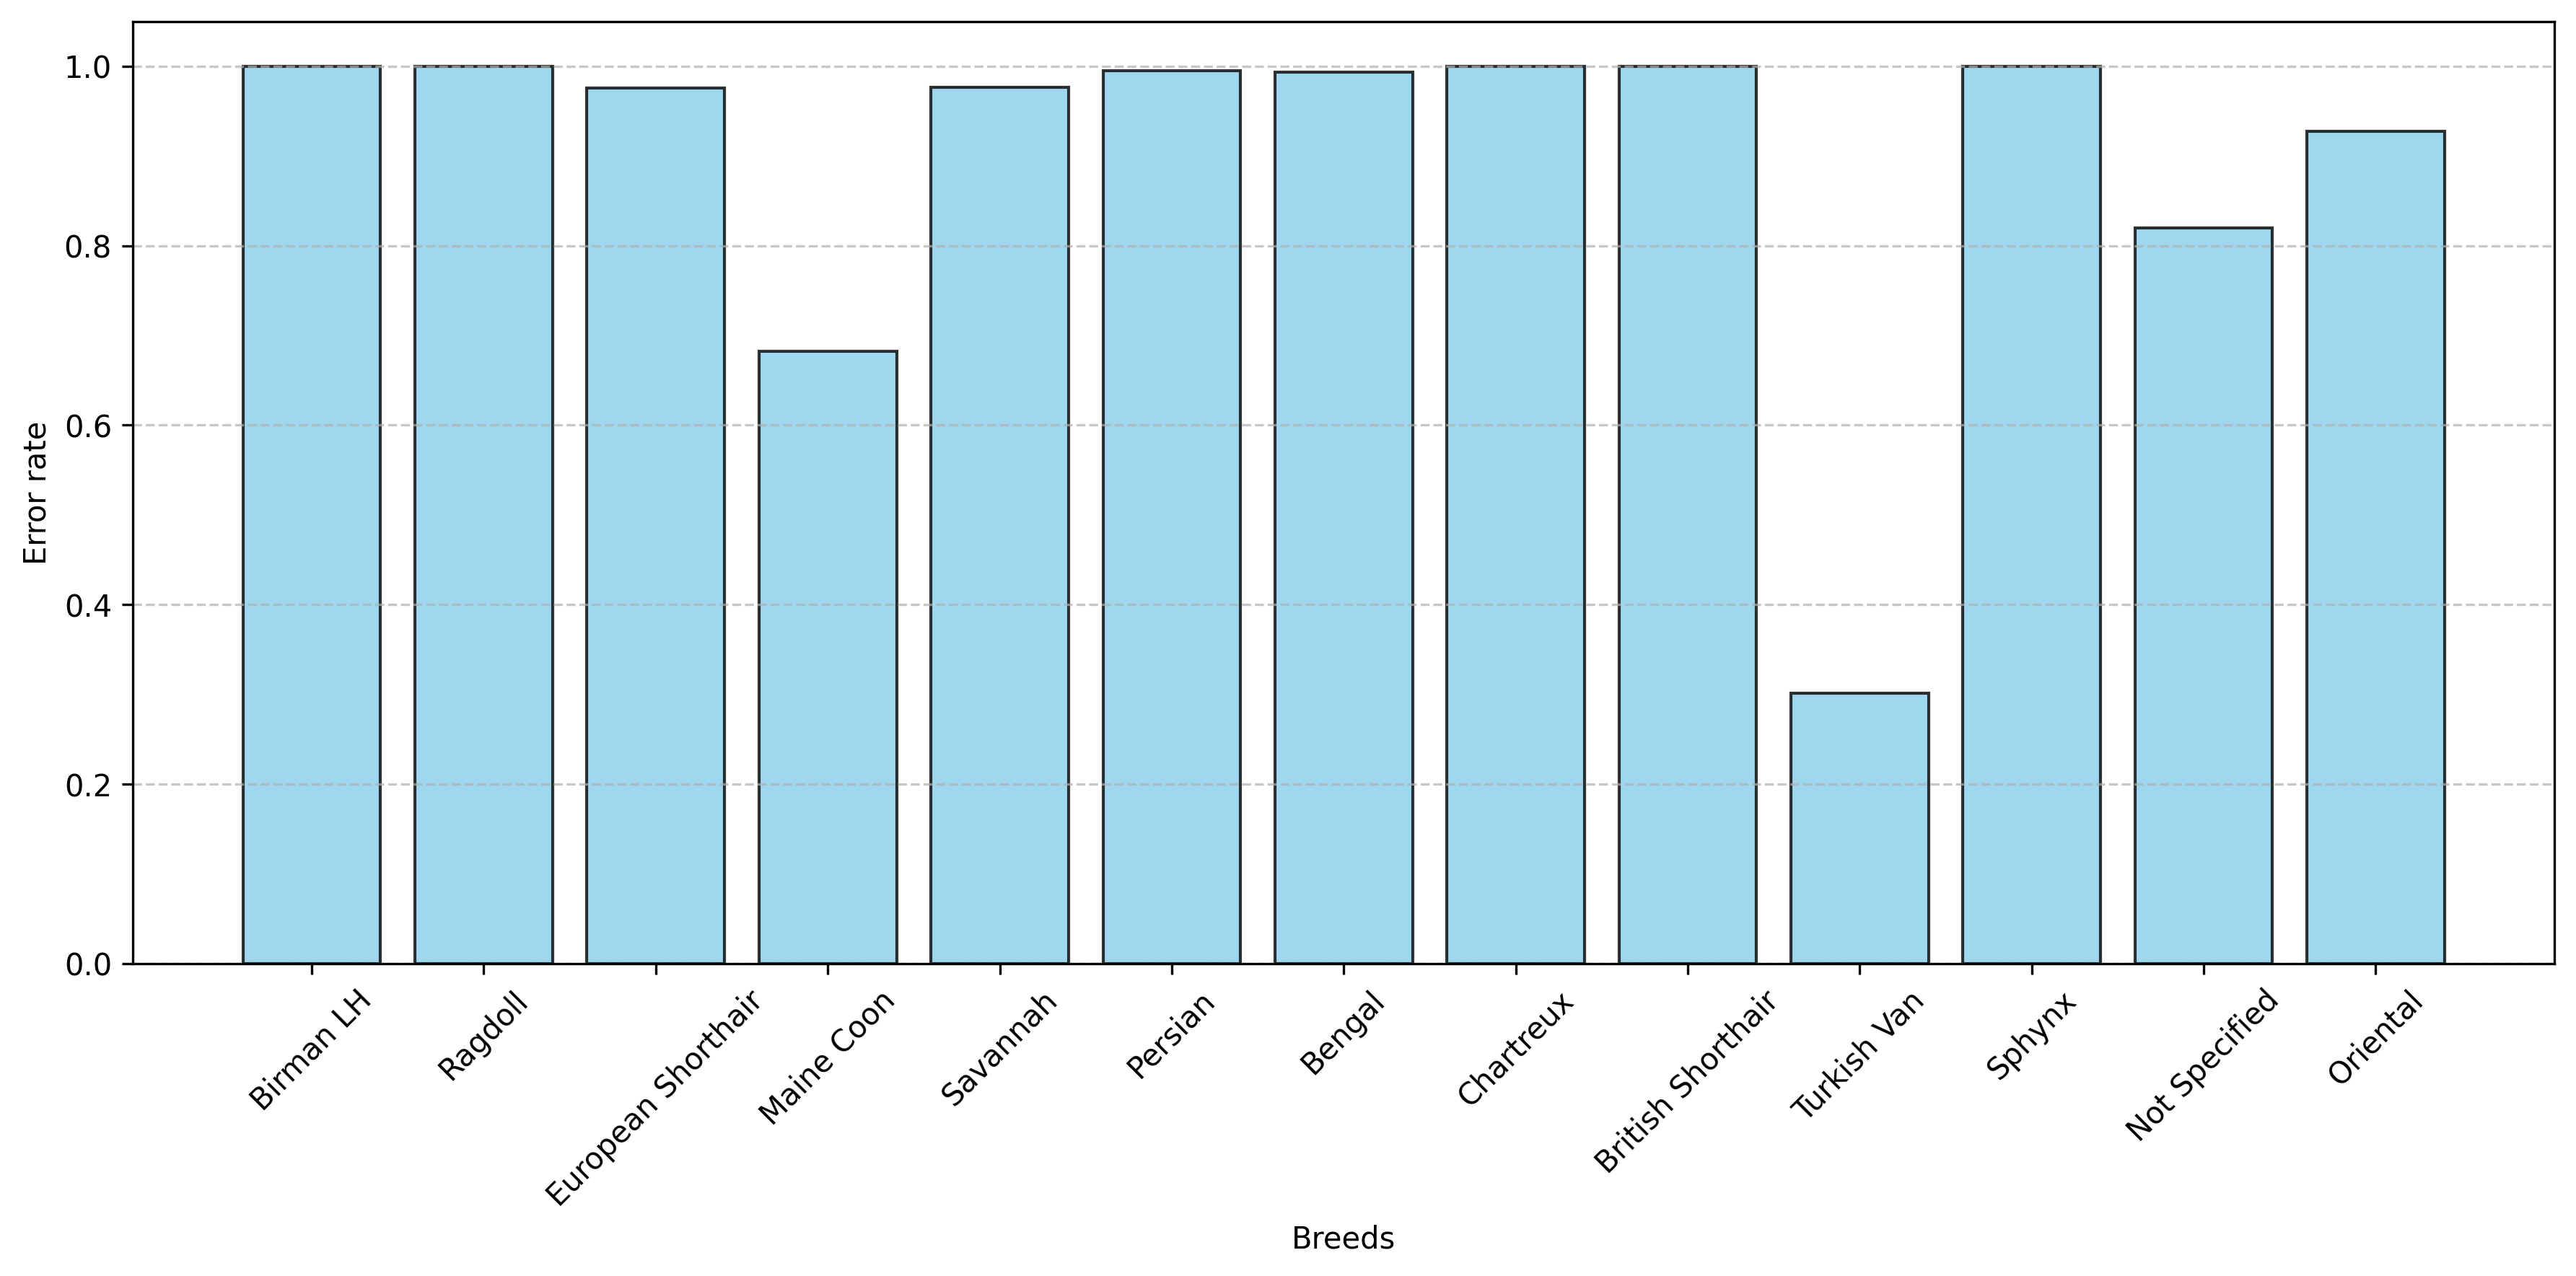 Error rate
1.0
0.8
0.6
0.4
0.2
0.0
Birman LH
Ragdoll
European Shorthair
Maine Coon
Savannah
Persian
Bengal
Chartreux
British Shorthair
Turkish Van
Sphynx
Not Specified
Oriental
Breeds